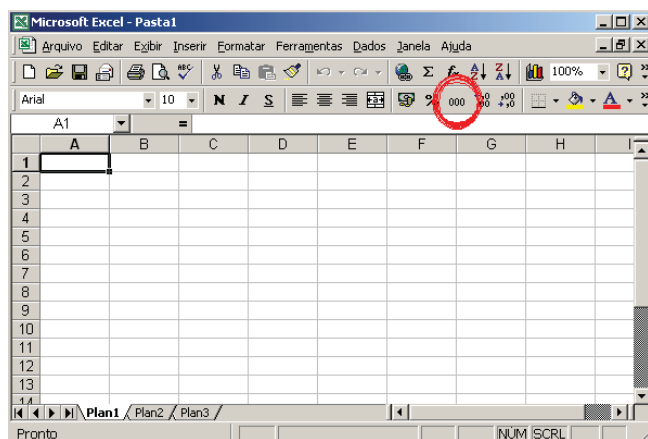 Microsoft Excel - Pasta1
Arquivo Editar Exibir Inserir Formatar Ferramentas Dados Janela Ajuda
Σ 100%
Arial 10 N I S % 000
A1 =
A B C D E F G H I
1
2
3
4
5
6
7
8
9
10
11
12
13
14
Plan1 Plan2 Plan3
Pronto NÚM SCRL